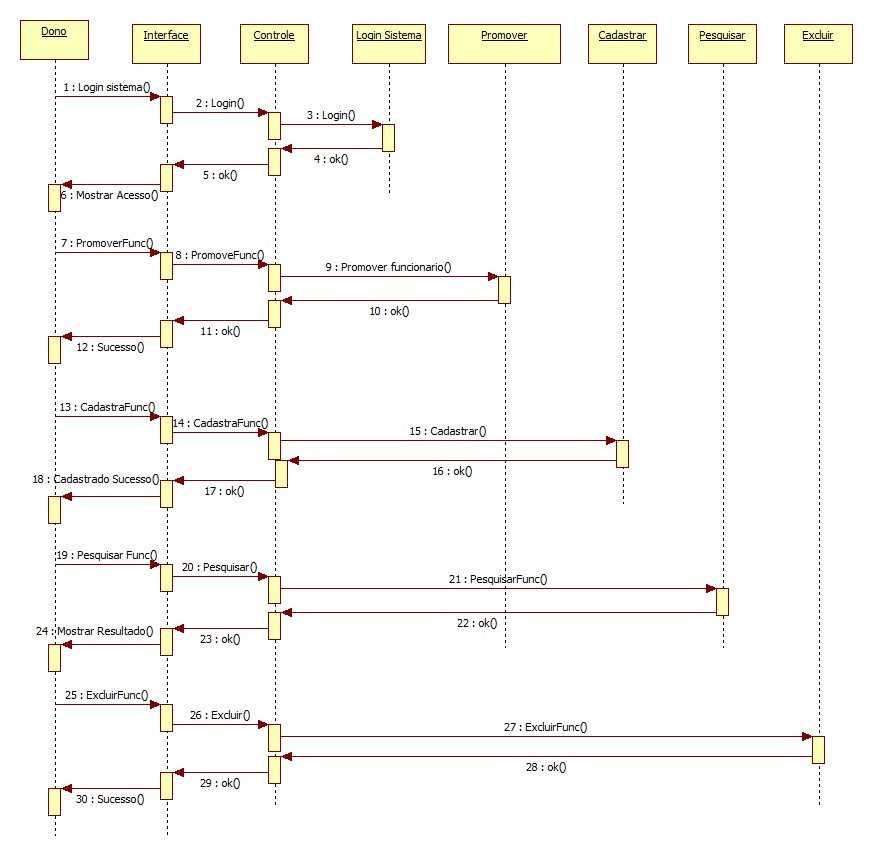 Dono
Interface
Controle
Login Sistema
Promover
Cadastrar
Pesquisar
Excluir
1 : Login sistema()
2 : Login()
3 : Login()
4 : ok()
5 : ok()
6 : Mostrar Acesso()
7 : PromoverFunc()
8 : PromoveFunc()
9 : Promover funcionario()
10 : ok()
11 : ok()
12 : Sucesso()
13 : CadastraFunc()
14 : CadastraFunc()
15 : Cadastrar()
16 : ok()
17 : ok()
18 : Cadastrado Sucesso()
19 : Pesquisar Func()
20 : Pesquisar()
21 : PesquisarFunc()
22 : ok()
23 : ok()
24 : Mostrar Resultado()
25 : ExcluirFunc()
26 : Excluir()
27 : ExcluirFunc()
28 : ok()
29 : ok()
30 : Sucesso()